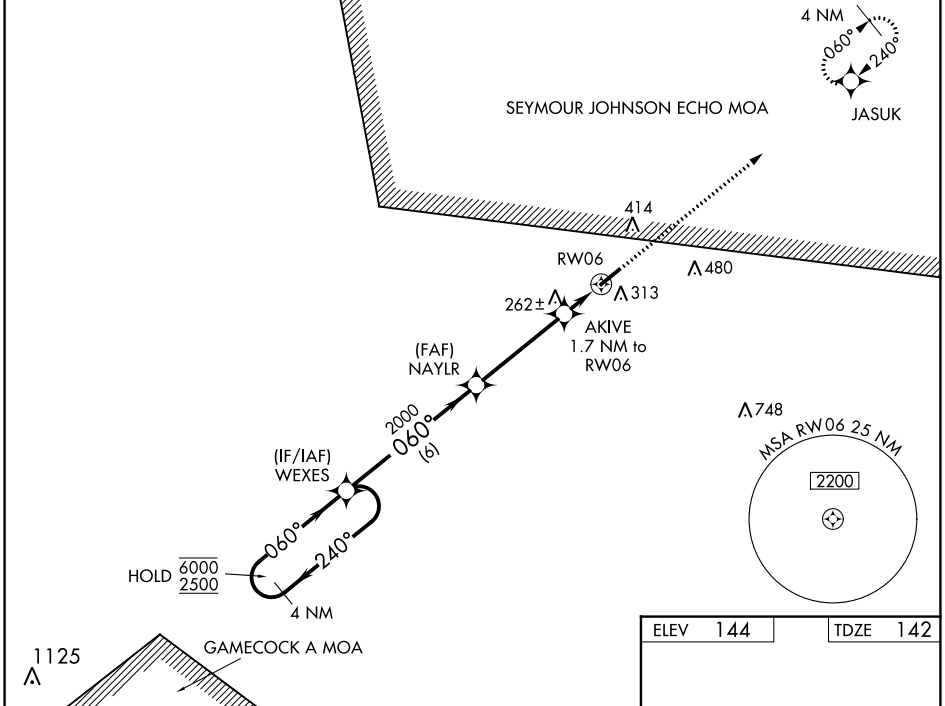 4 NM
060°
240°
JASUK
SEYMOUR JOHNSON ECHO MOA
414
480
RW06
313
262±
AKIVE
1.7 NM to
RW06
(FAF)
NAYLR
2000
060°
(6)
748
MSA RW06 25 NM
2200
(IF/IAF)
WEXES
060°
240°
HOLD 6000
2500
4 NM
GAMECOCK A MOA
1125
ELEV 144
TDZE 142